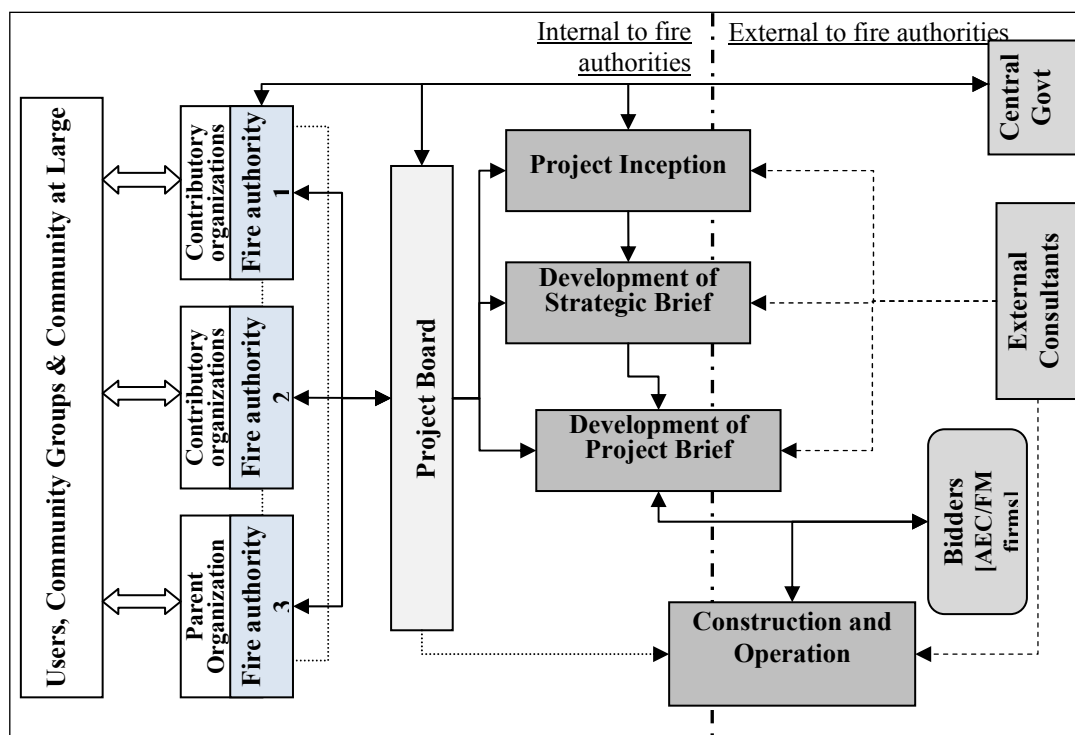 Internal to fire
authorities
External to fire authorities
Users, Community Groups & Community at Large
Contributory
organizations
Fire authority
1
Contributory
organizations
Fire authority
2
Parent
Organization
Fire authority
3
Project Board
Project Inception
Development of
Strategic Brief
Development of
Project Brief
Construction and
Operation
Central
Govt
External
Consultants
Bidders
[AEC/FM
firms]